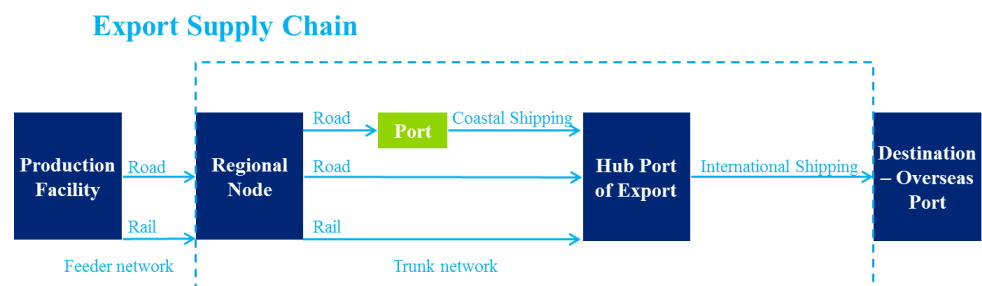 Export Supply Chain
Production
Facility
Road
Rail
Feeder network
Regional
Node
Road
Port
Coastal Shipping
Road
Rail
Trunk network
Hub Port
of Export
International Shipping
Destination
– Overseas
Port